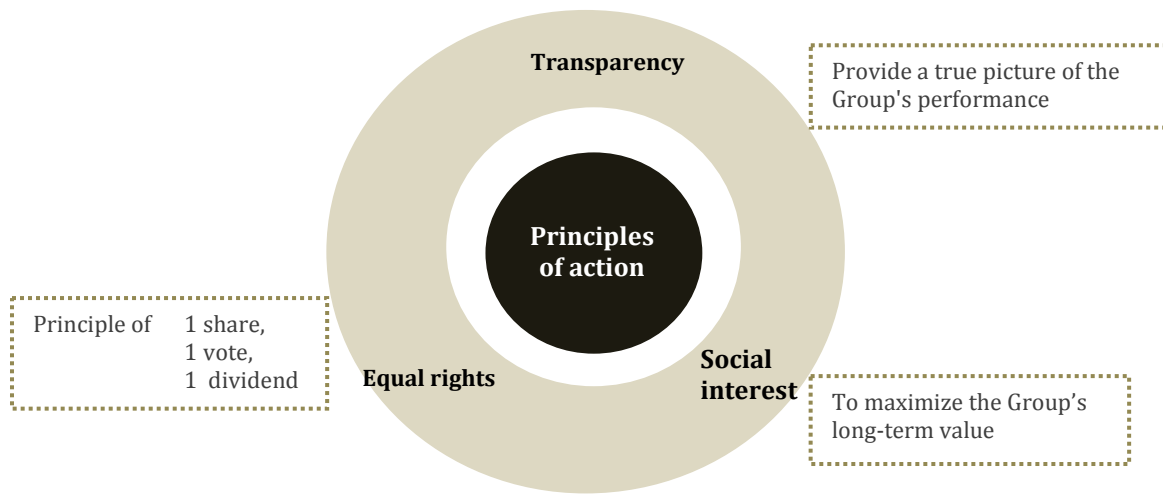 Transparency
Provide a true picture of the
Group's performance
Principles
of action
Principle of 1 share,
1 vote,
1 dividend
Equal rights
Social
interest
To maximize the Group’s
long-term value